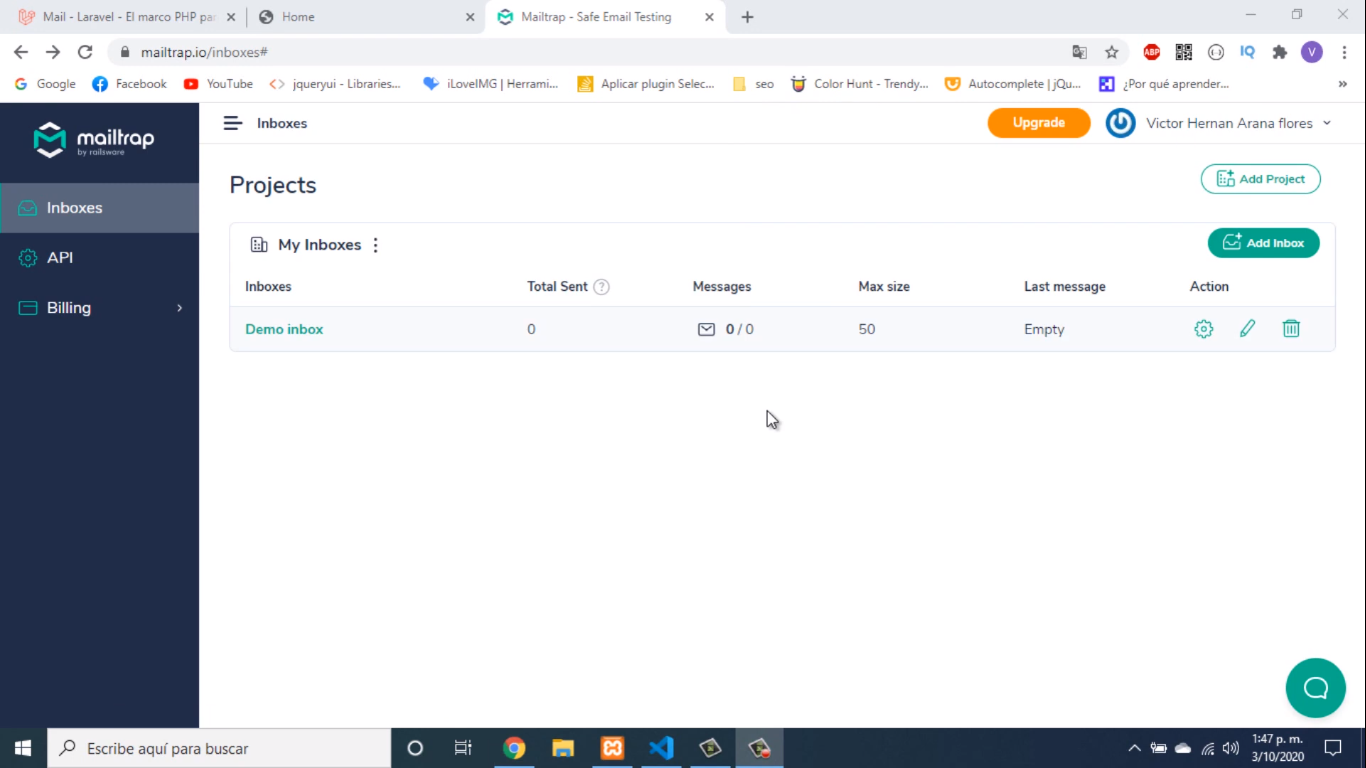 Mail - Laravel - El marco PHP par
Home
Mailtrap - Safe Email Testing
mailtrap.io/inboxes#
ABP
IQ
V
Google
Facebook
YouTube
jqueryui - Libraries...
iLoveIMG | Herrami...
Aplicar plugin Selec...
seo
Color Hunt - Trendy...
Autocomplete | jQu...
¿Por qué aprender...
mailtrap
by railsware
Inboxes
Upgrade
Victor Hernan Arana flores
Inboxes
API
Billing
Projects
Add Project
My Inboxes
Add Inbox
Inboxes
Total Sent ?
Messages
Max size
Last message
Action
Demo inbox
0
0 / 0
50
Empty
Escribe aquí para buscar
1:47 p. m.
3/10/2020